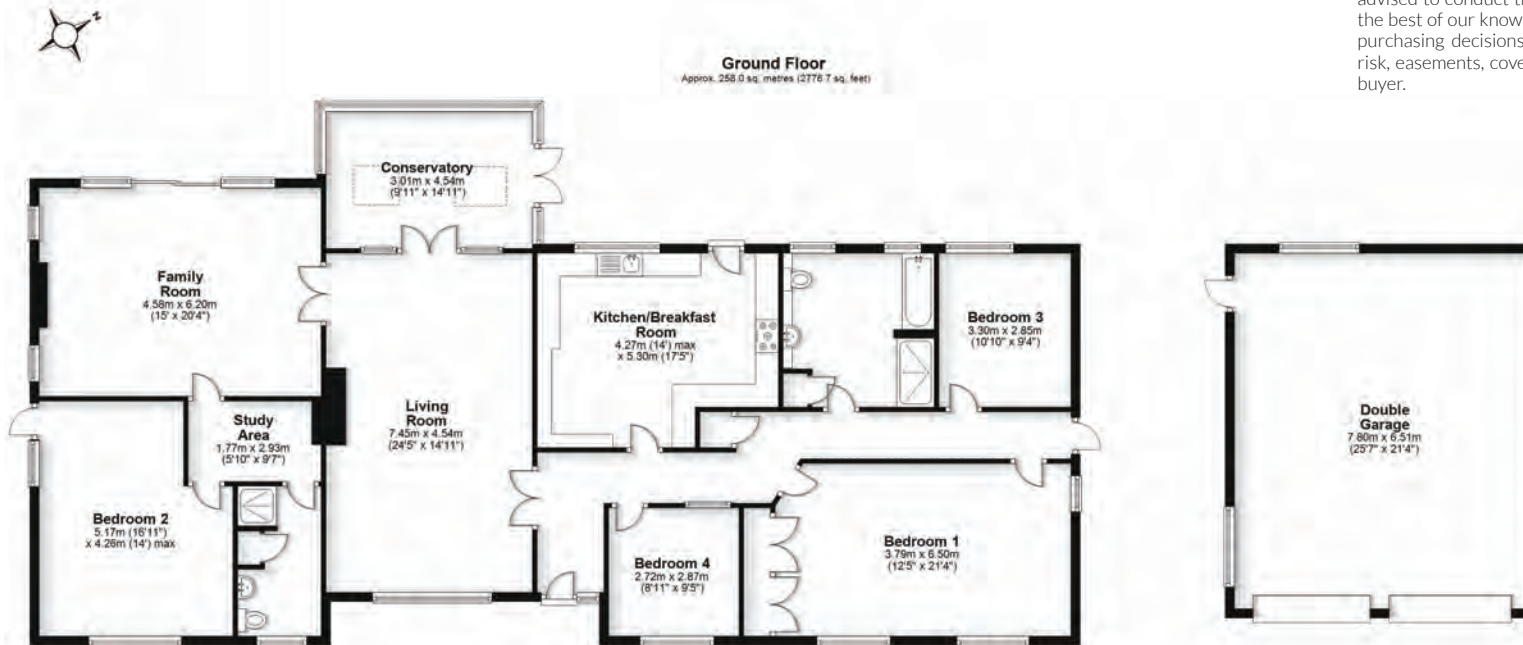 advised to conduct th
the best of our know
purchasing decisions
risk, easements, cove
buyer.
Z
Ground Floor
Approx. 258.0 sq. metres (2776.7 sq. feet)
Conservatory
3.01m x 4.54m
(9'11" x 14'11")
Family
Room
4.58m x 6.20m
(15' x 20'4")
Kitchen/Breakfast
Room
4.27m (14') max
x 5.30m (17'5")
Bedroom 3
3.30m x 2.85m
(10'10" x 9'4")
Living
Room
7.45m x 4.54m
(24'5" x 14'11")
Study
Area
1.77m x 2.93m
(5'10" x 9'7")
Double
Garage
7.80m x 6.51m
(25'7" x 21'4")
Bedroom 2
5.17m (16'11")
x 4.26m (14') max
Bedroom 4
2.72m x 2.87m
(8'11" x 9'5")
Bedroom 1
3.79m x 6.50m
(12'5" x 21'4")